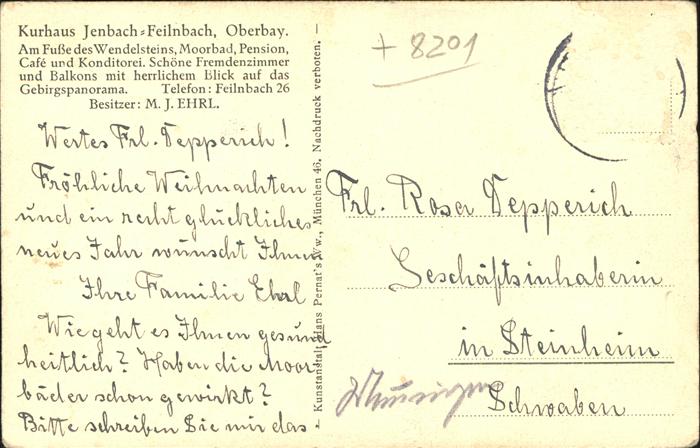 Kurhaus Jenbach-Feilnbach, Oberbay.
Am Fuße des Wendelsteins, Moorbad, Pension,
Café und Konditorei. Schöne Fremdenzimmer
und Balkons mit herrlichem Blick auf das
Gebirgspanorama. Telefon: Feilnbach 26
Besitzer: M. J. EHRL.
Wertes Frl. Depperich!
Fröhliche Weihnachten
und ein recht glückliches
neues Jahr wünscht Ihnen
Ihre Familie Ehrl
Wie geht es Ihnen gesund
heitlich? Haben die Moor
bäder schon gewirkt?
Bitte schreiben Sie mir das
Kunstanstalt Hans Pernat's Ww., München 46. Nachdruck verboten.
+ 8201
Frl. Rosa Depperich
Geschäftsinhaberin
in Steinheim
Schwaben